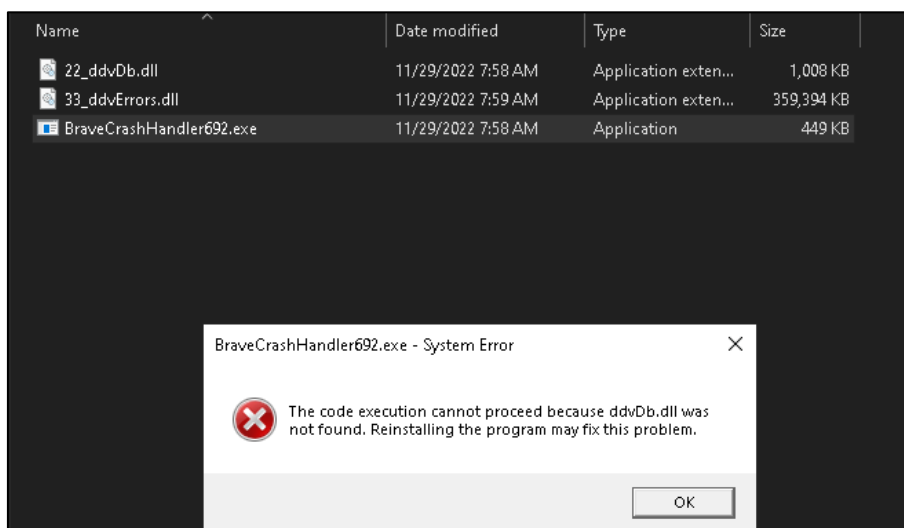 Name Date modified Type Size
22_ddvDb.dll 11/29/2022 7:58 AM Application exten... 1,008 KB
33_ddvErrors.dll 11/29/2022 7:59 AM Application exten... 359,394 KB
BraveCrashHandler692.exe 11/29/2022 7:58 AM Application 449 KB
BraveCrashHandler692.exe - System Error
The code execution cannot proceed because ddvDb.dll was
not found. Reinstalling the program may fix this problem.
OK